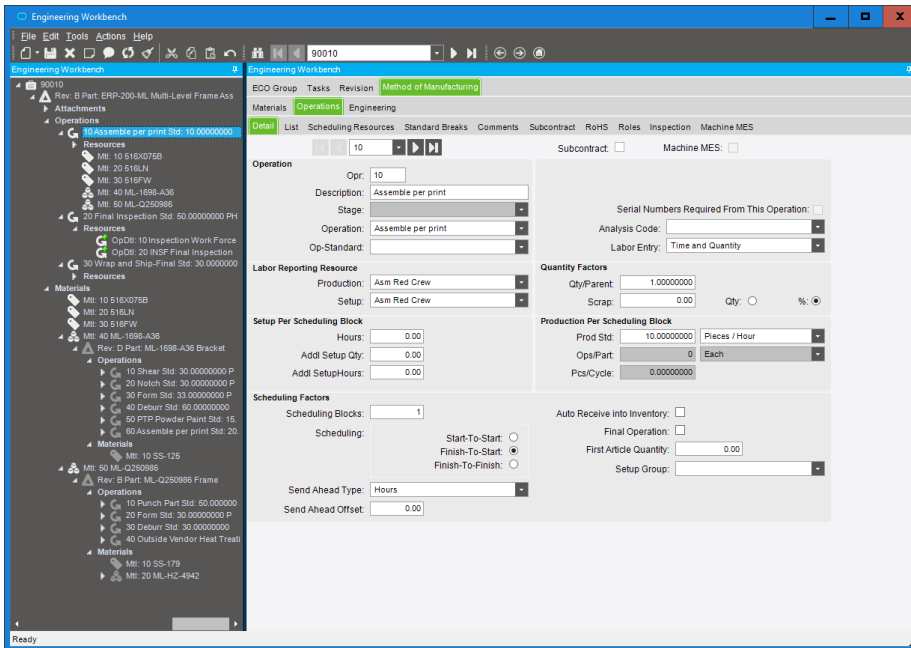 Engineering Workbench
File Edit Tools Actions Help
90010
Engineering Workbench
90010
Rev: B Part: ERP-200-ML Multi-Level Frame Ass
Attachments
Operations
10 Assemble per print Std: 10.00000000
Resources
Mtl: 10 516X075B
Mtl: 20 516LN
Mtl: 30 516FW
Mtl: 40 ML-1698-A36
Mtl: 50 ML-Q250986
20 Final Inspection Std: 50.00000000 PH
Resources
OpDtl: 10 Inspection Work Force
OpDtl: 20 INSF Final Inspection
30 Wrap and Ship-Final Std: 30.0000000
Resources
Materials
Mtl: 10 516X075B
Mtl: 20 516LN
Mtl: 30 516FW
Mtl: 40 ML-1698-A36
Rev: D Part: ML-1698-A36 Bracket
Operations
10 Shear Std: 30.00000000 P
20 Notch Std: 30.00000000 P
30 Form Std: 33.00000000 P
40 Deburr Std: 60.00000000
50 PTP Powder Paint Std: 15.
60 Assemble per print Std: 20.
Materials
Mtl: 10 SS-125
Mtl: 50 ML-Q250986
Rev: B Part: ML-Q250986 Frame
Operations
10 Punch Part Std: 50.000000
20 Form Std: 30.00000000 P
30 Deburr Std: 30.00000000
40 Outside Vendor Heat Treati
Materials
Mtl: 10 SS-179
Mtl: 20 ML-HZ-4942
Engineering Workbench
ECO Group Tasks Revision Method of Manufacturing
Materials Operations Engineering
Detail List Scheduling Resources Standard Breaks Comments Subcontract RoHS Roles Inspection Machine MES
10 Subcontract: Machine MES:
Operation
Opr: 10
Description: Assemble per print
Stage: Serial Numbers Required From This Operation:
Operation: Assemble per print Analysis Code:
Op-Standard: Labor Entry: Time and Quantity
Labor Reporting Resource Quantity Factors
Production: Asm Red Crew Qty/Parent: 1.00000000
Setup: Asm Red Crew Scrap: 0.00 Qty: %:
Setup Per Scheduling Block Production Per Scheduling Block
Hours: 0.00 Prod Std: 10.00000000 Pieces / Hour
Addl Setup Qty: 0.00 Ops/Part: 0 Each
Addl SetupHours: 0.00 Pcs/Cycle: 0.00000000
Scheduling Factors
Scheduling Blocks: 1 Auto Receive into Inventory:
Scheduling: Final Operation:
Start-To-Start:
Finish-To-Start: First Article Quantity: 0.00
Finish-To-Finish: Setup Group:
Send Ahead Type: Hours
Send Ahead Offset: 0.00
Ready